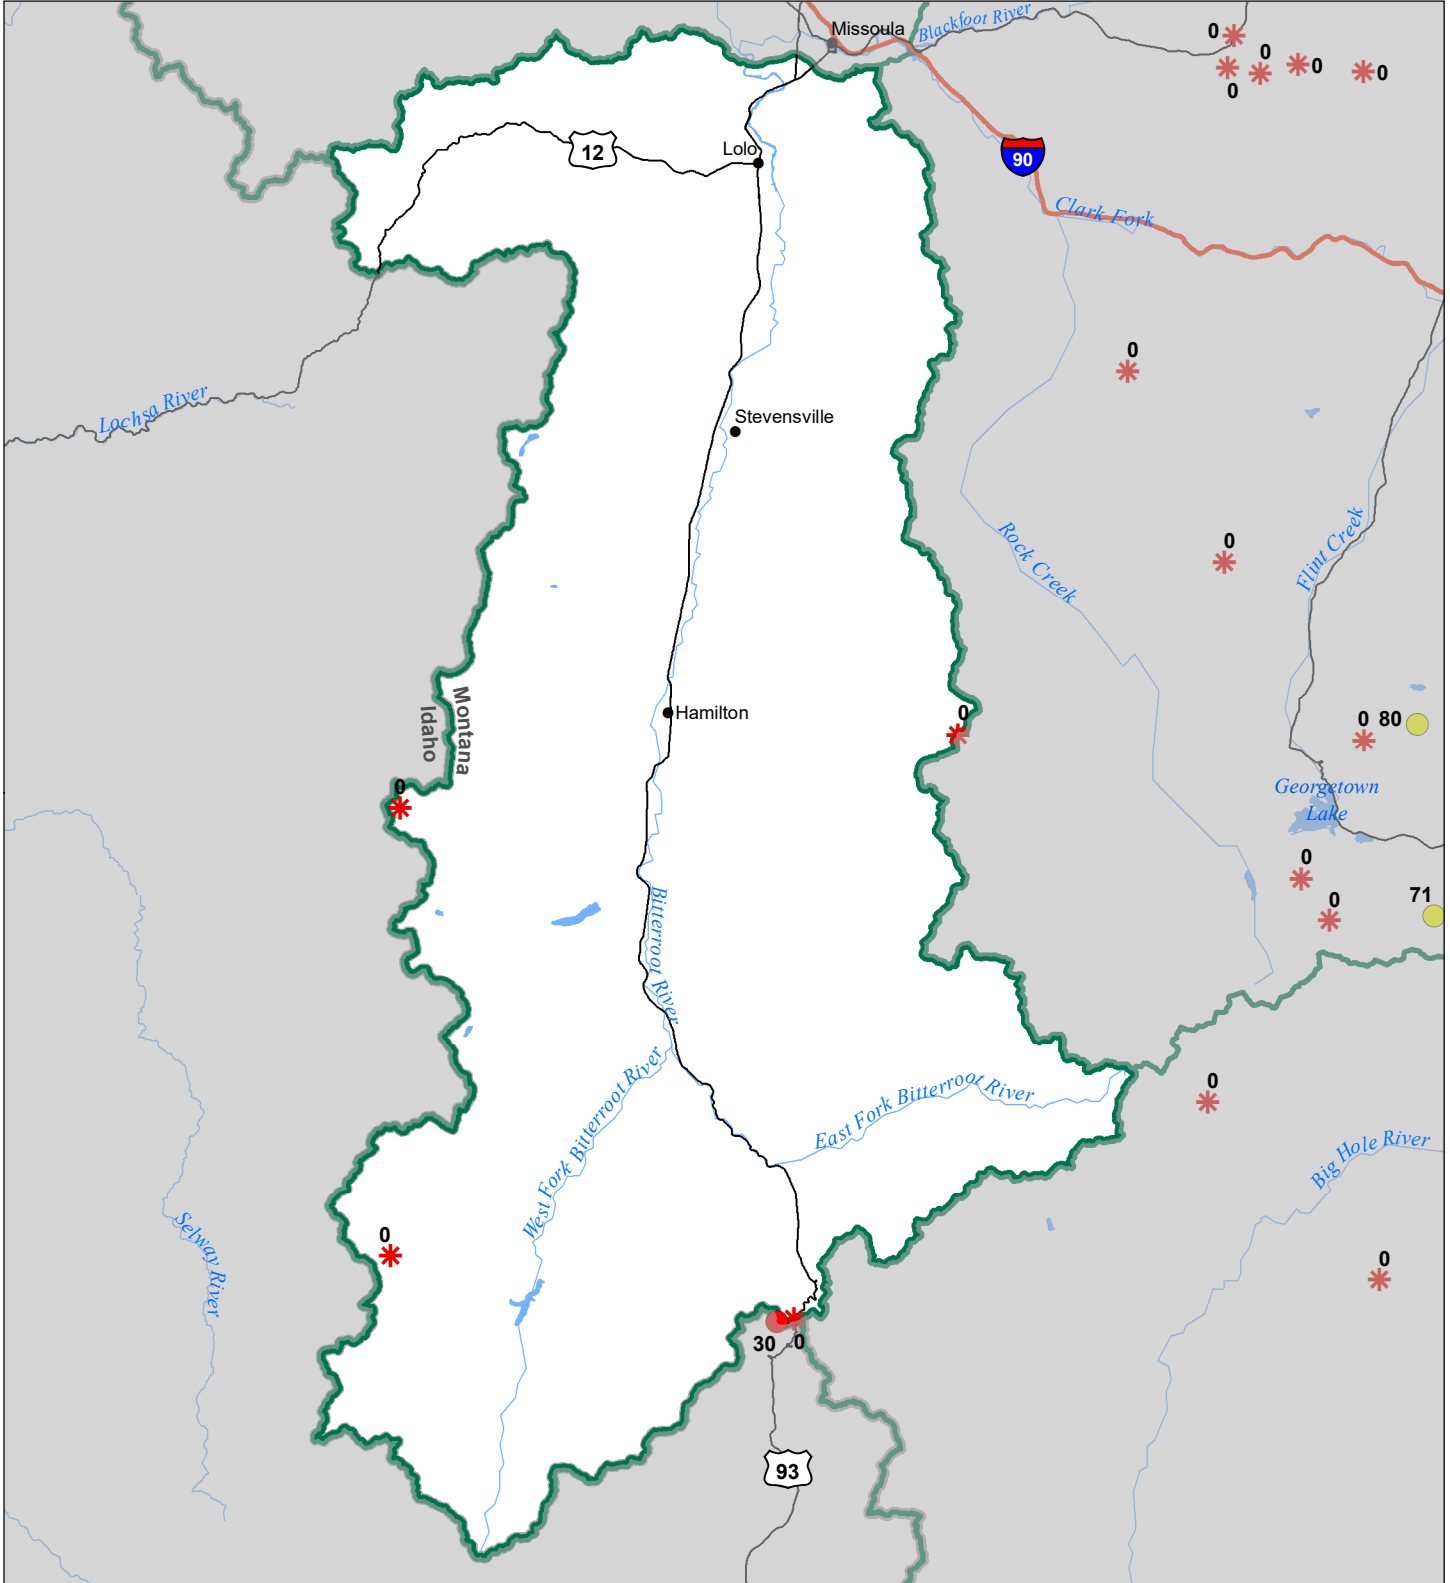 Missoula
Blackfoot River
0
0
0
0
0
12
Lolo
90
Clark Fork
0
Lochsa River
Stevensville
Rock Creek
Flint Creek
0
Montana
Idaho
Hamilton
0
0 80
0
Georgetown
Lake
0
71
0
Bitterroot River
West Fork Bitterroot River
East Fork Bitterroot River
0
Big Hole River
Selway River
0
0
30 0
93